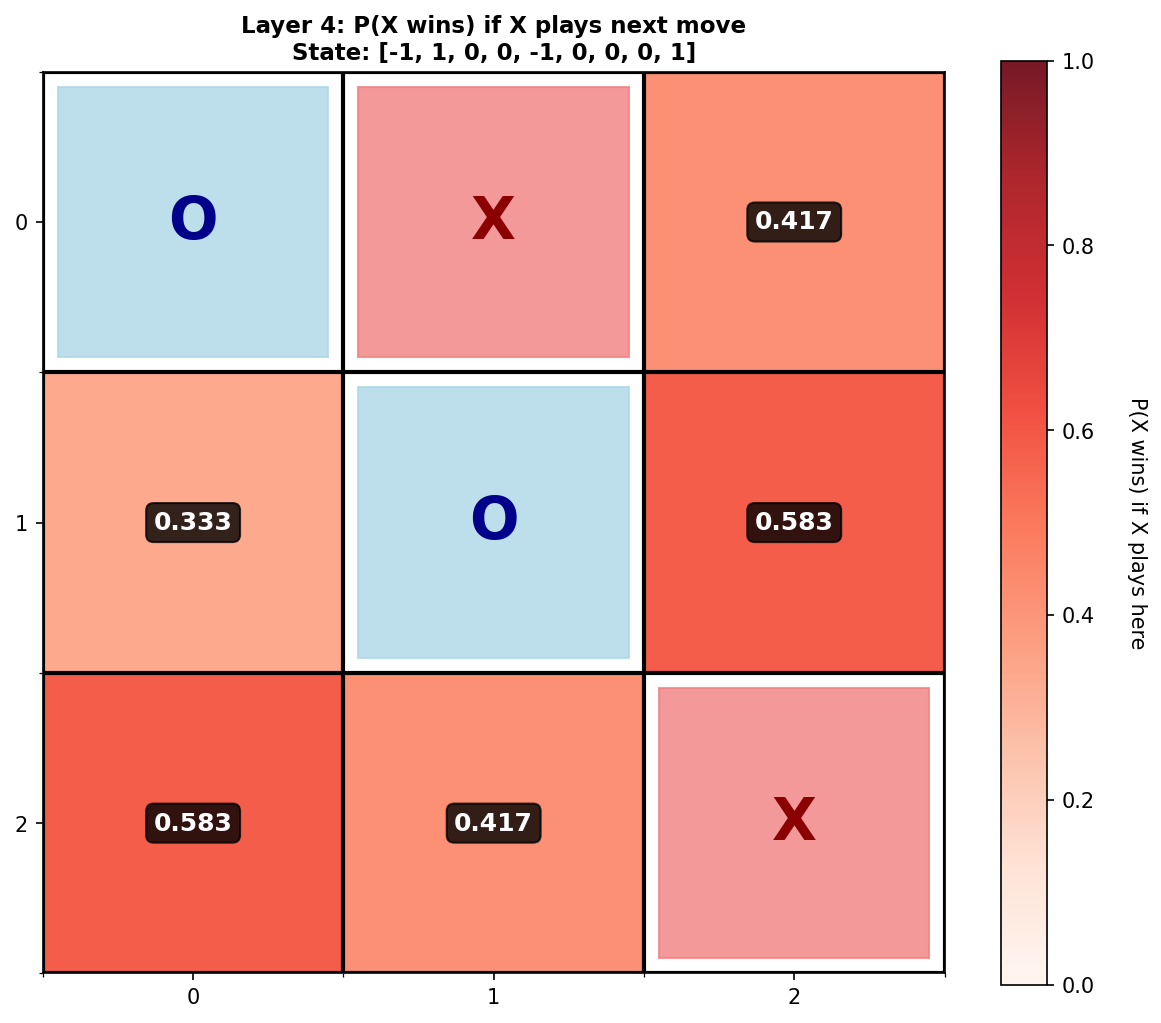 Layer 4: P(X wins) if X plays next move
State: [-1, 1, 0, 0, -1, 0, 0, 0, 1]
0
O
X
0.417
1
0.333
O
0.583
2
0.583
0.417
X
0
1
2
1.0
0.8
0.6
0.4
0.2
0.0
P(X wins) if X plays here